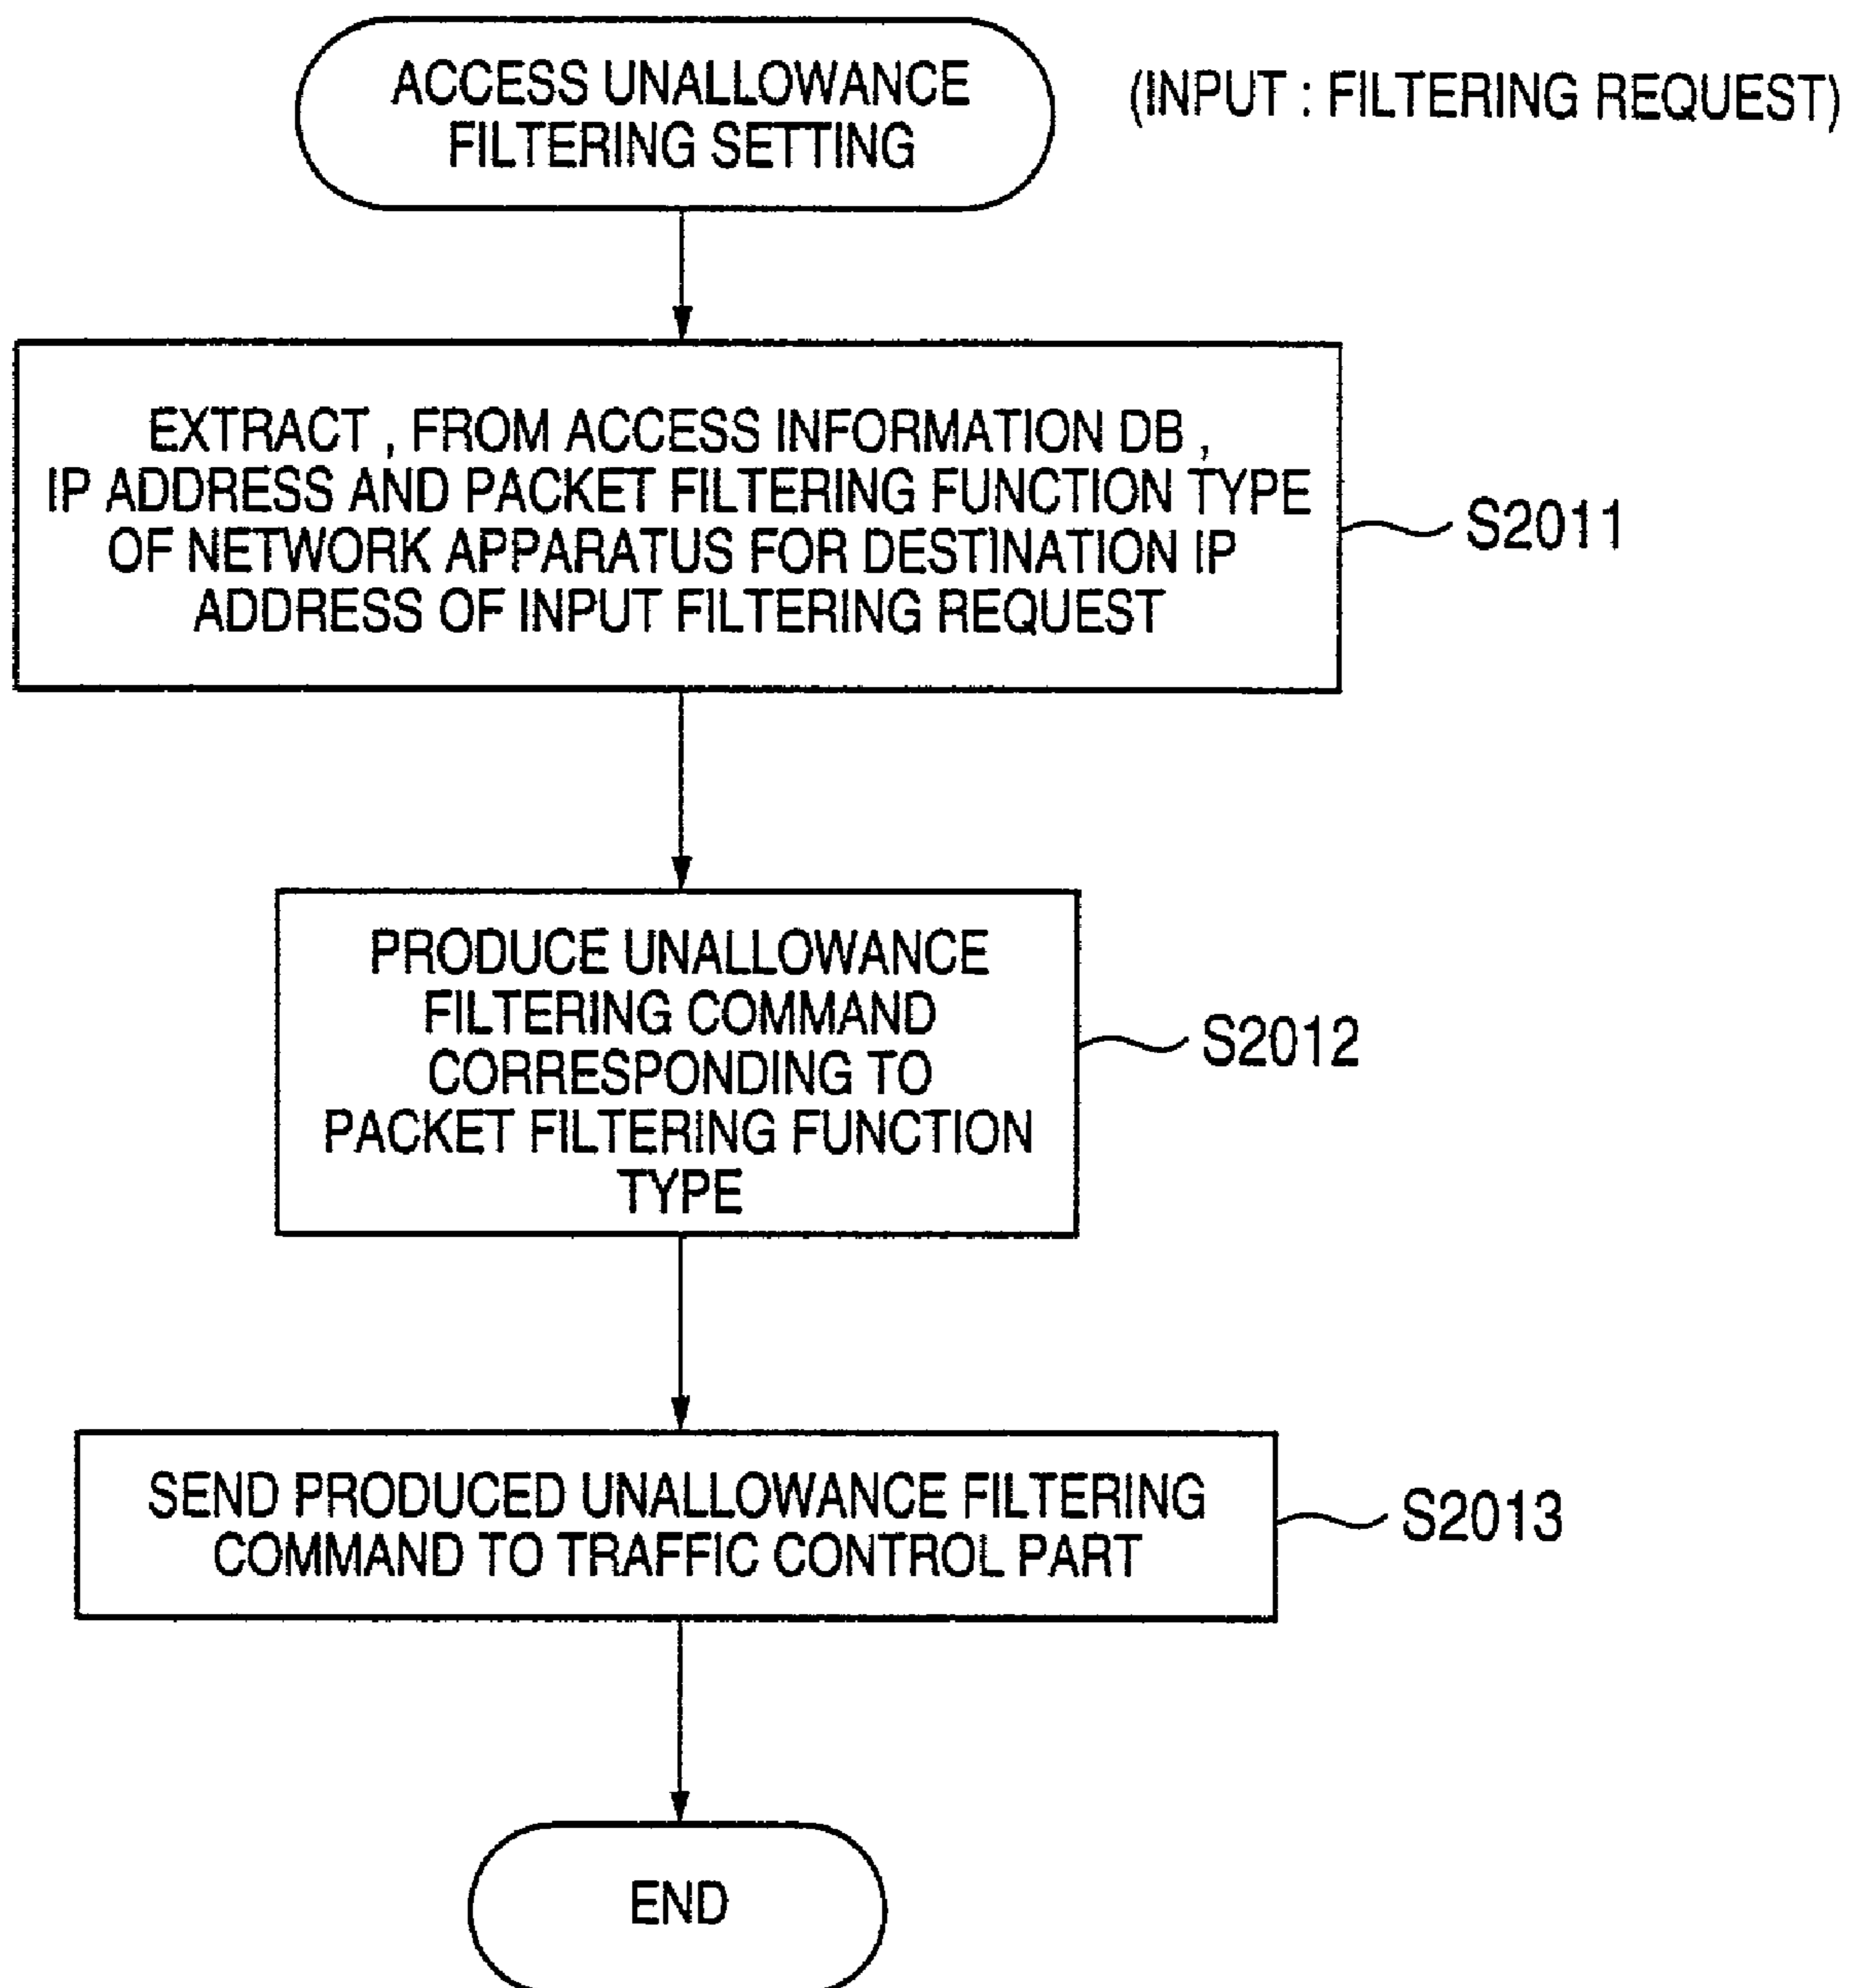 ACCESS UNALLOWANCE
FILTERING SETTING
(INPUT : FILTERING REQUEST)
EXTRACT , FROM ACCESS INFORMATION DB ,
IP ADDRESS AND PACKET FILTERING FUNCTION TYPE
OF NETWORK APPARATUS FOR DESTINATION IP
ADDRESS OF INPUT FILTERING REQUEST
S2011
PRODUCE UNALLOWANCE
FILTERING COMMAND
CORRESPONDING TO
PACKET FILTERING FUNCTION
TYPE
S2012
SEND PRODUCED UNALLOWANCE FILTERING
COMMAND TO TRAFFIC CONTROL PART
S2013
END